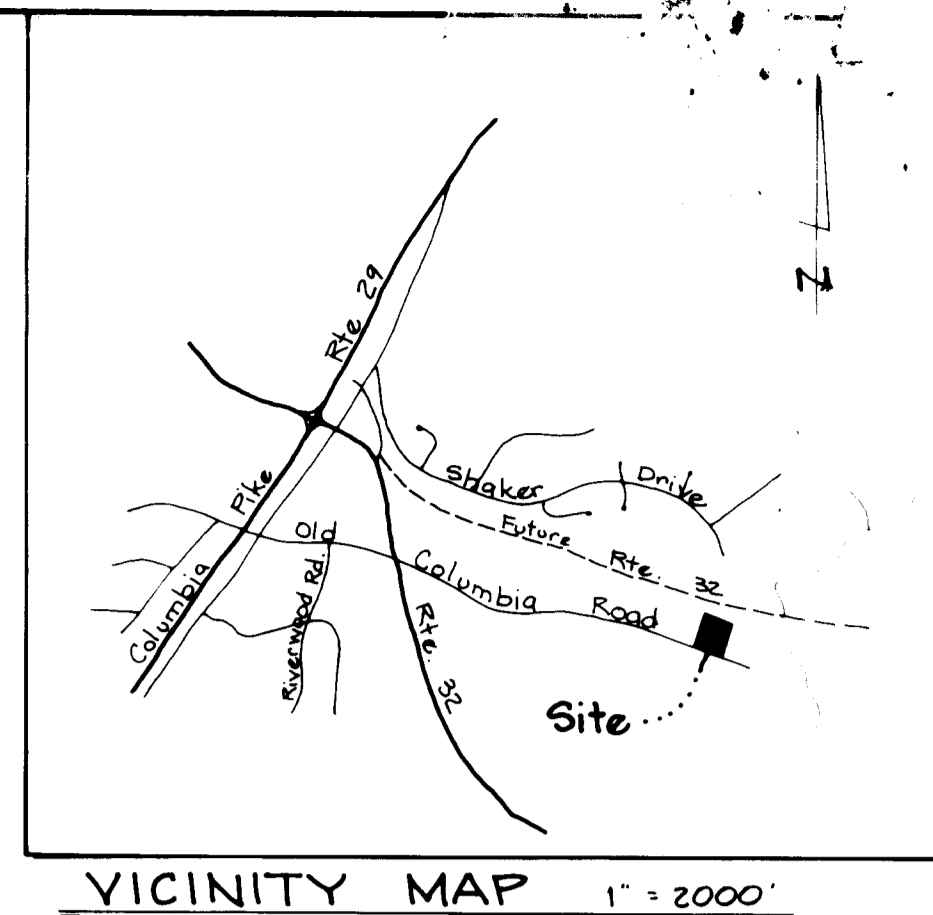 N
Rte 29
Columbia Pike
Shaker Drive
Future Rte. 32
Old Columbia Road
Riverwood Rd.
Rte. 32
Site
VICINITY MAP 1" = 2000'